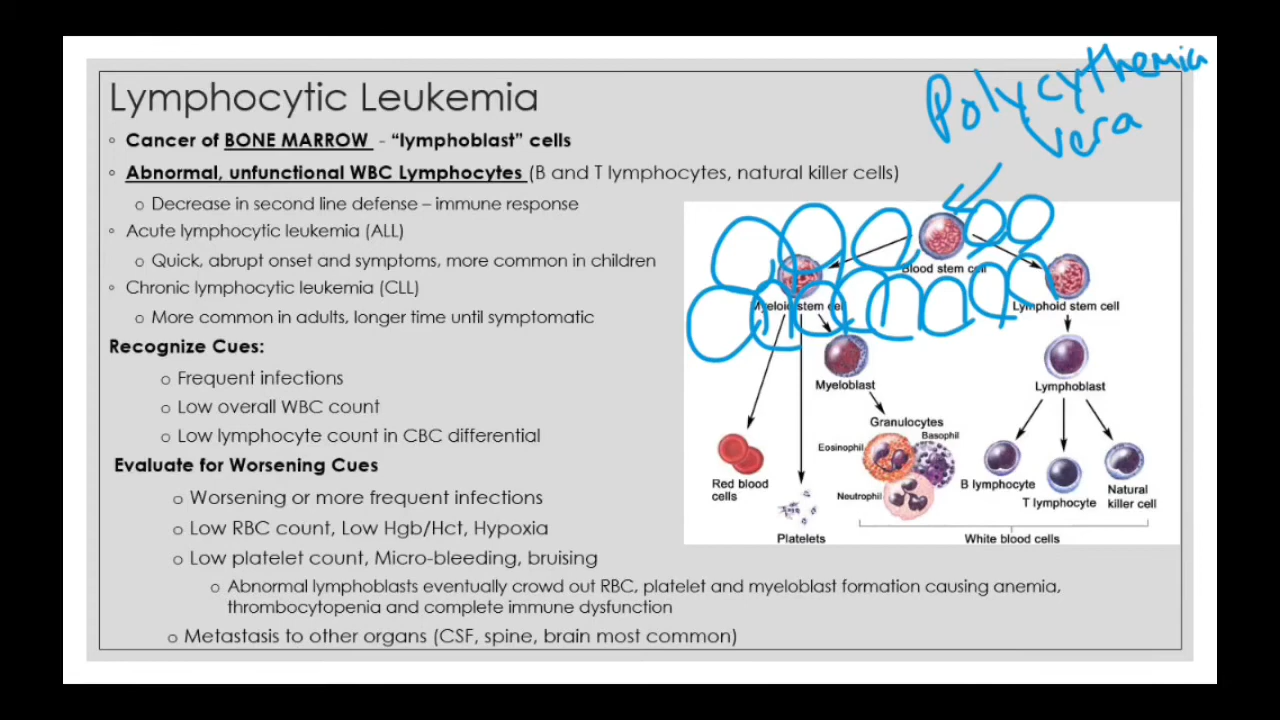 Lymphocytic Leukemia
Polycythemia
vera
◦ Cancer of BONE MARROW - “lymphoblast” cells
◦ Abnormal, unfunctional WBC Lymphocytes (B and T lymphocytes, natural killer cells)
o Decrease in second line defense – immune response
◦ Acute lymphocytic leukemia (ALL)
o Quick, abrupt onset and symptoms, more common in children
◦ Chronic lymphocytic leukemia (CLL)
o More common in adults, longer time until symptomatic
Recognize Cues:
o Frequent infections
o Low overall WBC count
o Low lymphocyte count in CBC differential
Evaluate for Worsening Cues
o Worsening or more frequent infections
o Low RBC count, Low Hgb/Hct, Hypoxia
o Low platelet count, Micro-bleeding, bruising
o Abnormal lymphoblasts eventually crowd out RBC, platelet and myeloblast formation causing anemia,
thrombocytopenia and complete immune dysfunction
o Metastasis to other organs (CSF, spine, brain most common)
Blood stem cell
Myeloid stem cell
Lymphoid stem cell
Myeloblast
Lymphoblast
Granulocytes
Basophil
Eosinophil
Neutrophil
Red blood
cells
Platelets
B lymphocyte
T lymphocyte
Natural
killer cell
White blood cells